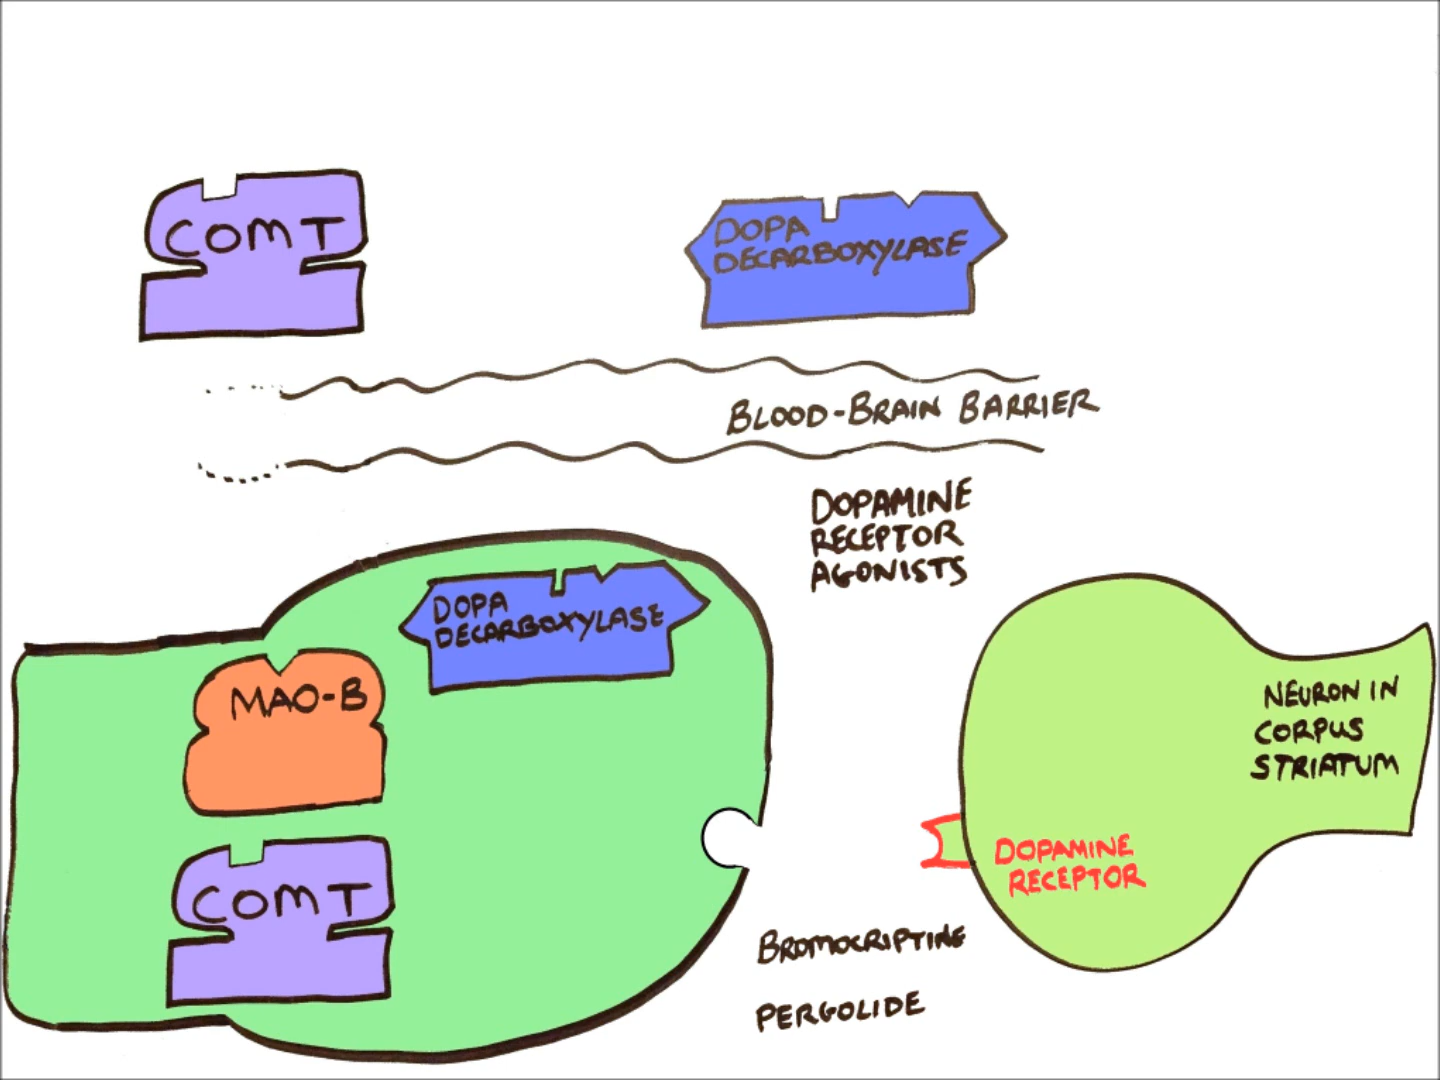 COMT
DOPA
DECARBOXYLASE
BLOOD-BRAIN BARRIER
DOPAMINE
RECEPTOR
AGONISTS
DOPA
DECARBOXYLASE
MAO-B
NEURON IN
CORPUS
STRIATUM
DOPAMINE
RECEPTOR
COMT
BROMOCRIPTINE
PERGOLIDE